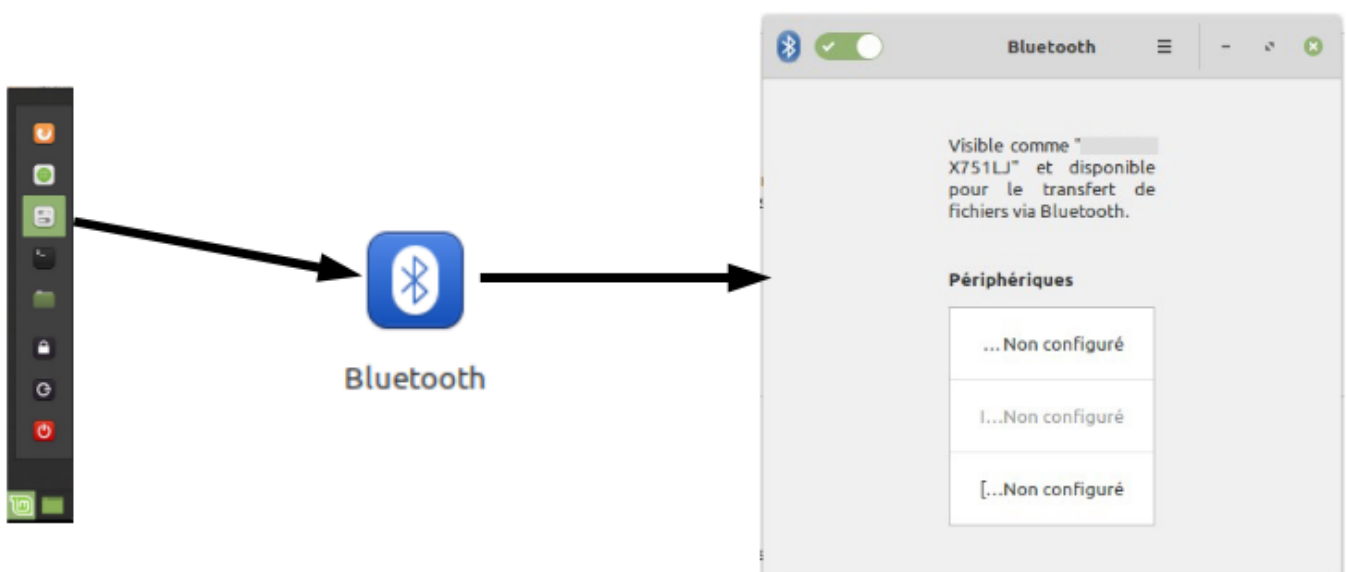 Bluetooth
Bluetooth
Visible comme "
X751LJ" et disponible
pour le transfert de
fichiers via Bluetooth.
Périphériques
...Non configuré
I...Non configuré
[...Non configuré